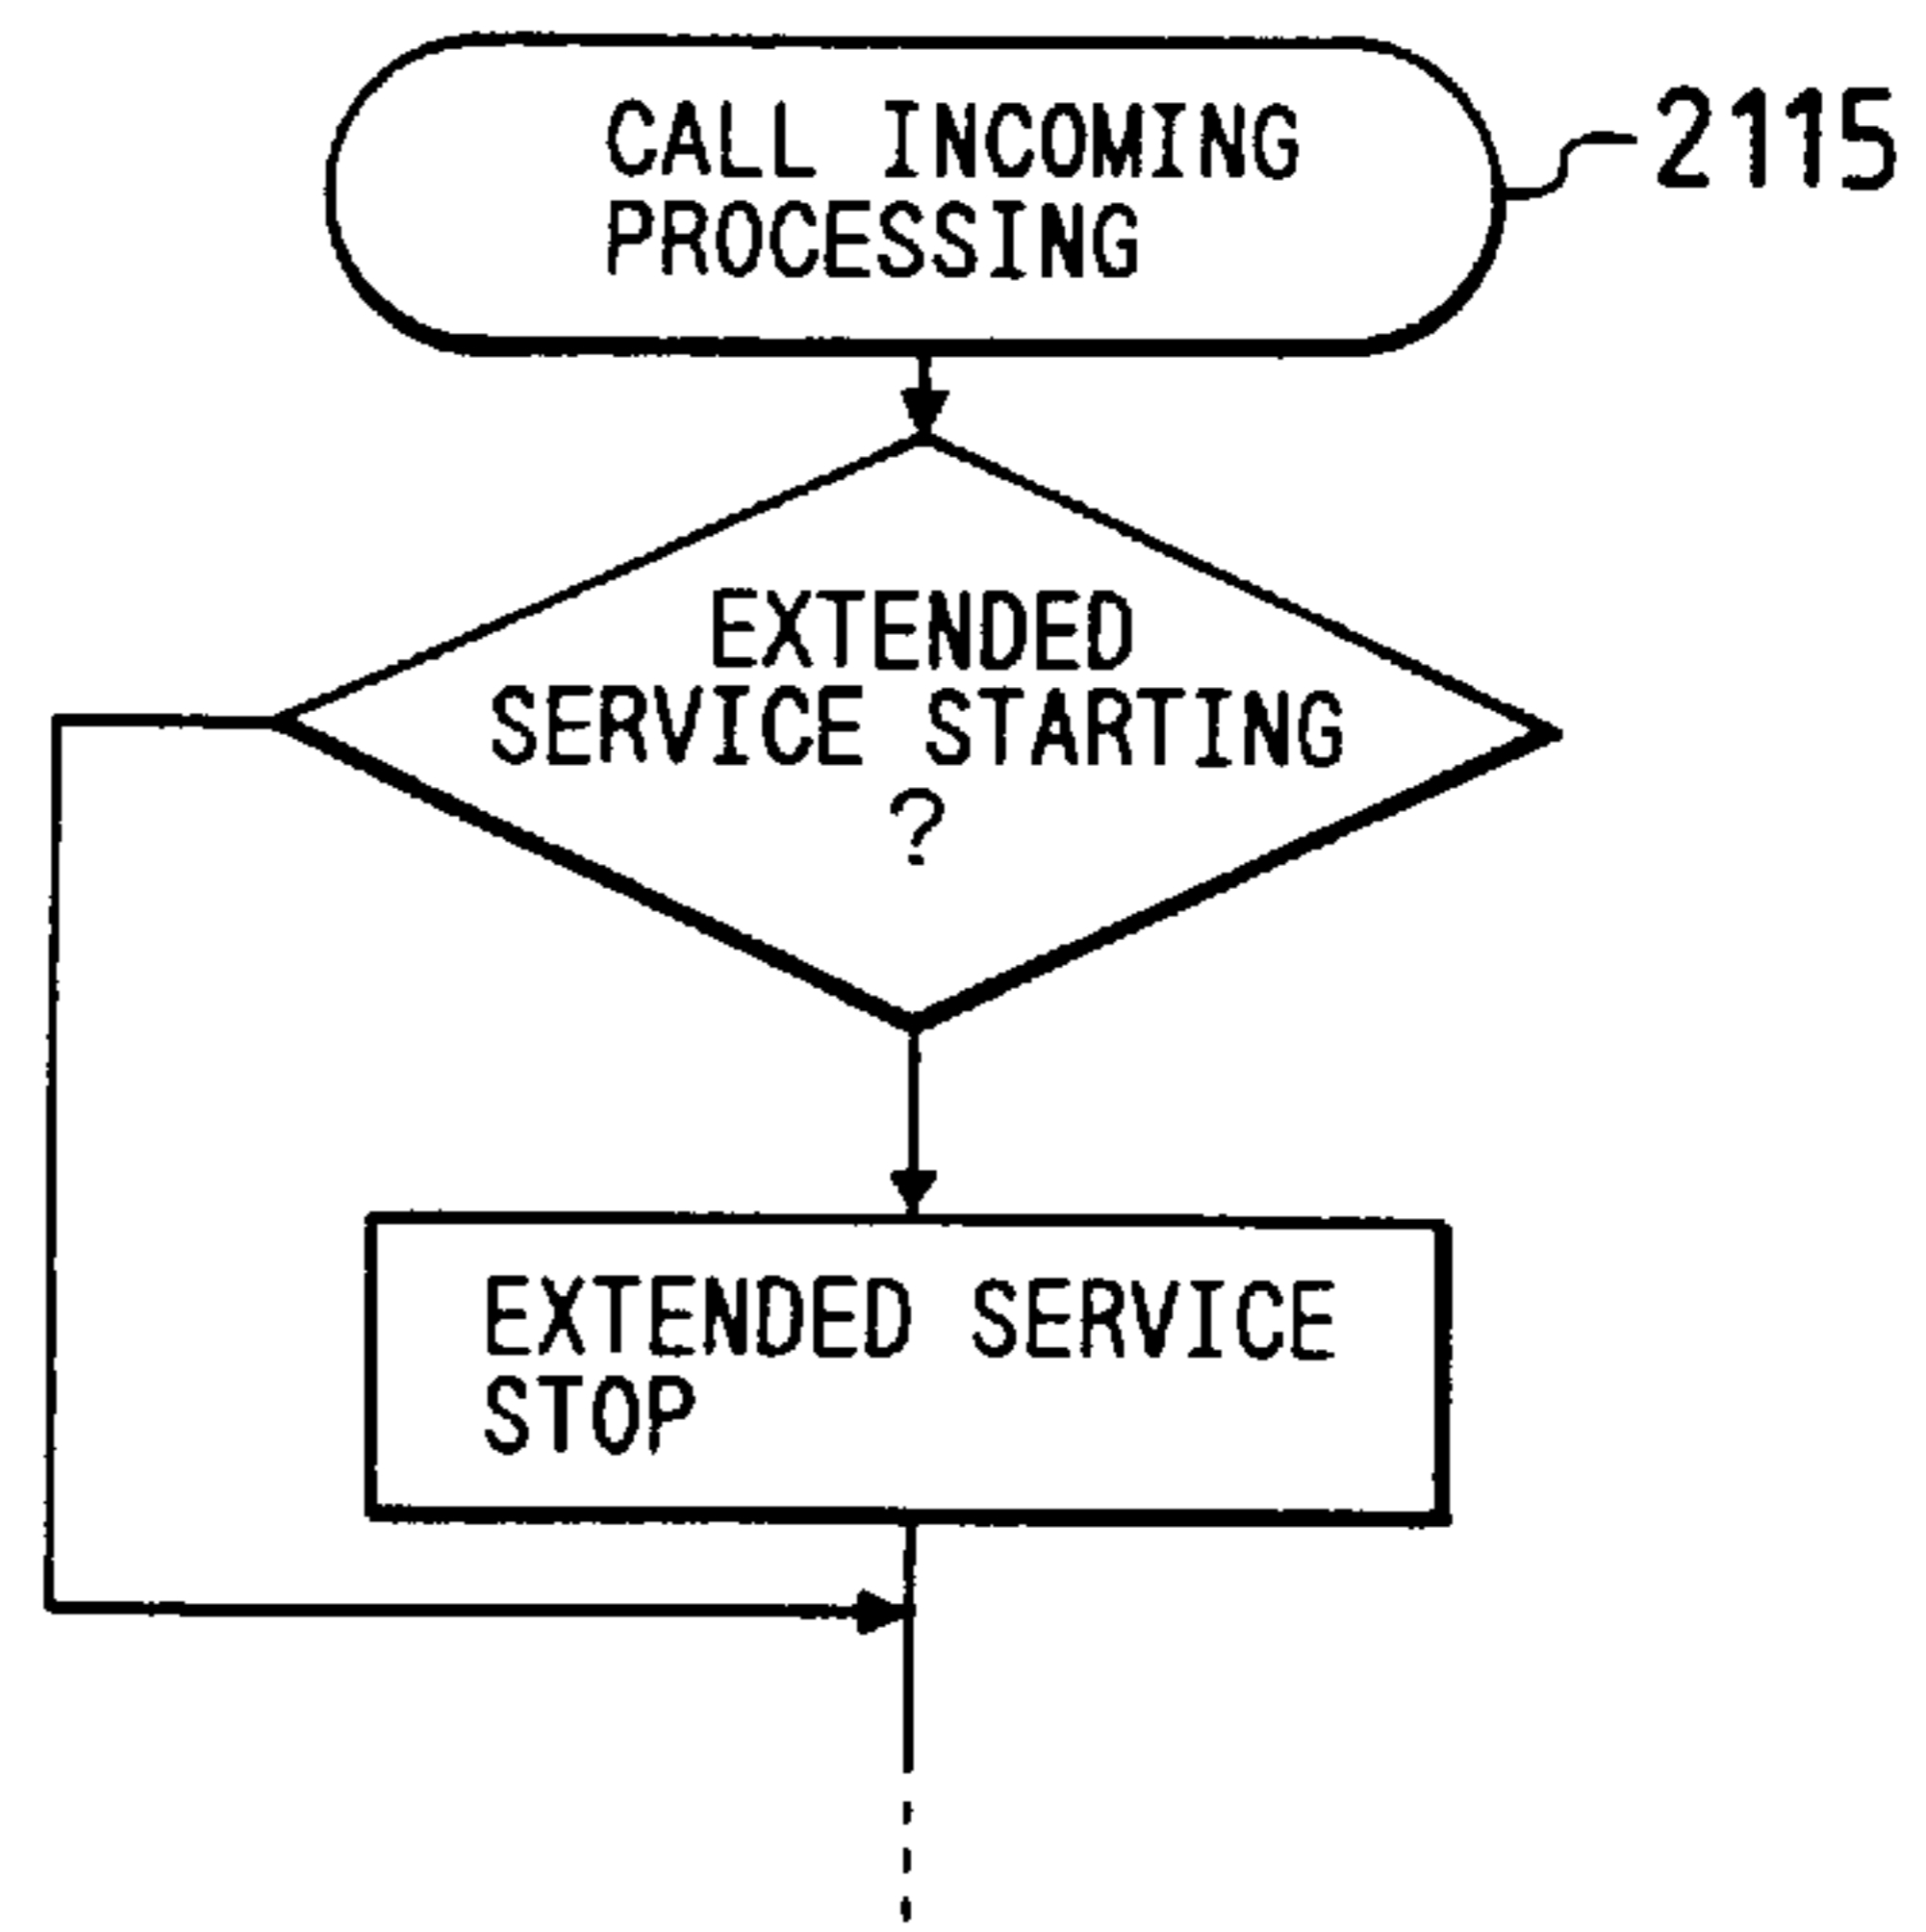 CALL INCOMING
PROCESSING
2115
EXTENDED
SERVICE STARTING
?
EXTENDED SERVICE
STOP